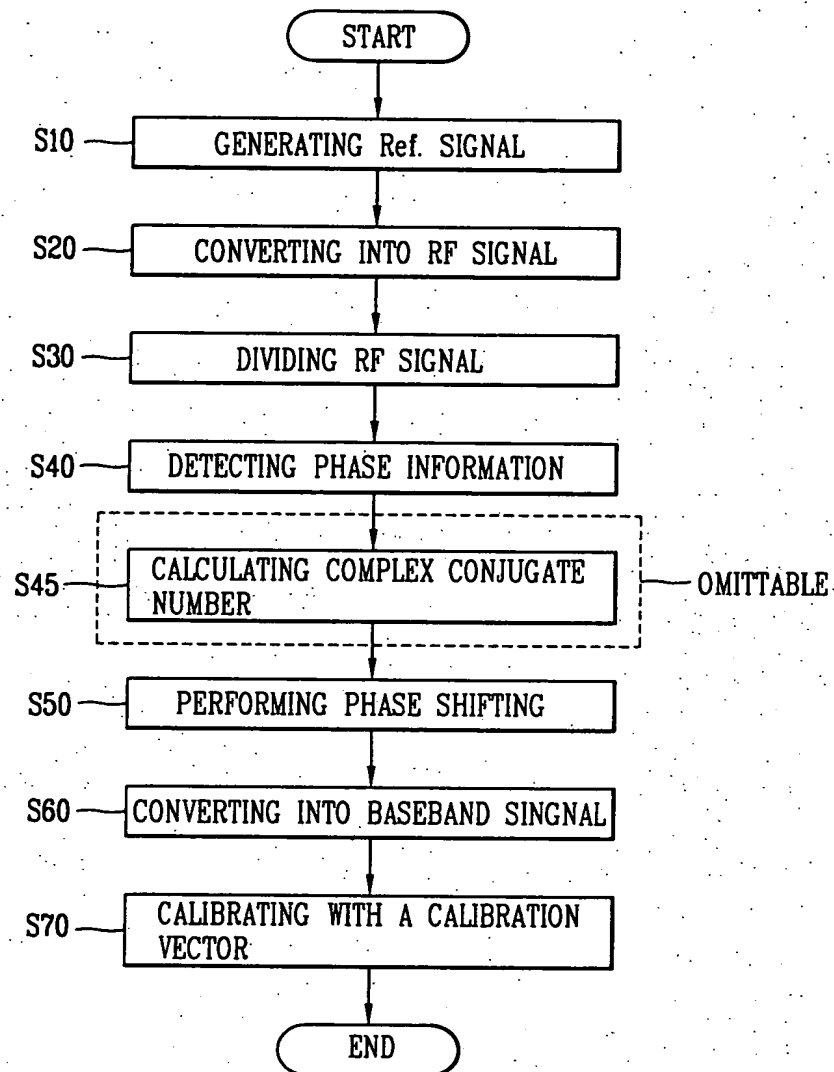 START
S10
GENERATING Ref. SIGNAL
S20
CONVERTING INTO RF SIGNAL
S30
DIVIDING RF SIGNAL
S40
DETECTING PHASE INFORMATION
S45
CALCULATING COMPLEX CONJUGATE
NUMBER
OMITTABLE
S50
PERFORMING PHASE SHIFTING
S60
CONVERTING INTO BASEBAND SINGNAL
S70
CALIBRATING WITH A CALIBRATION
VECTOR
END